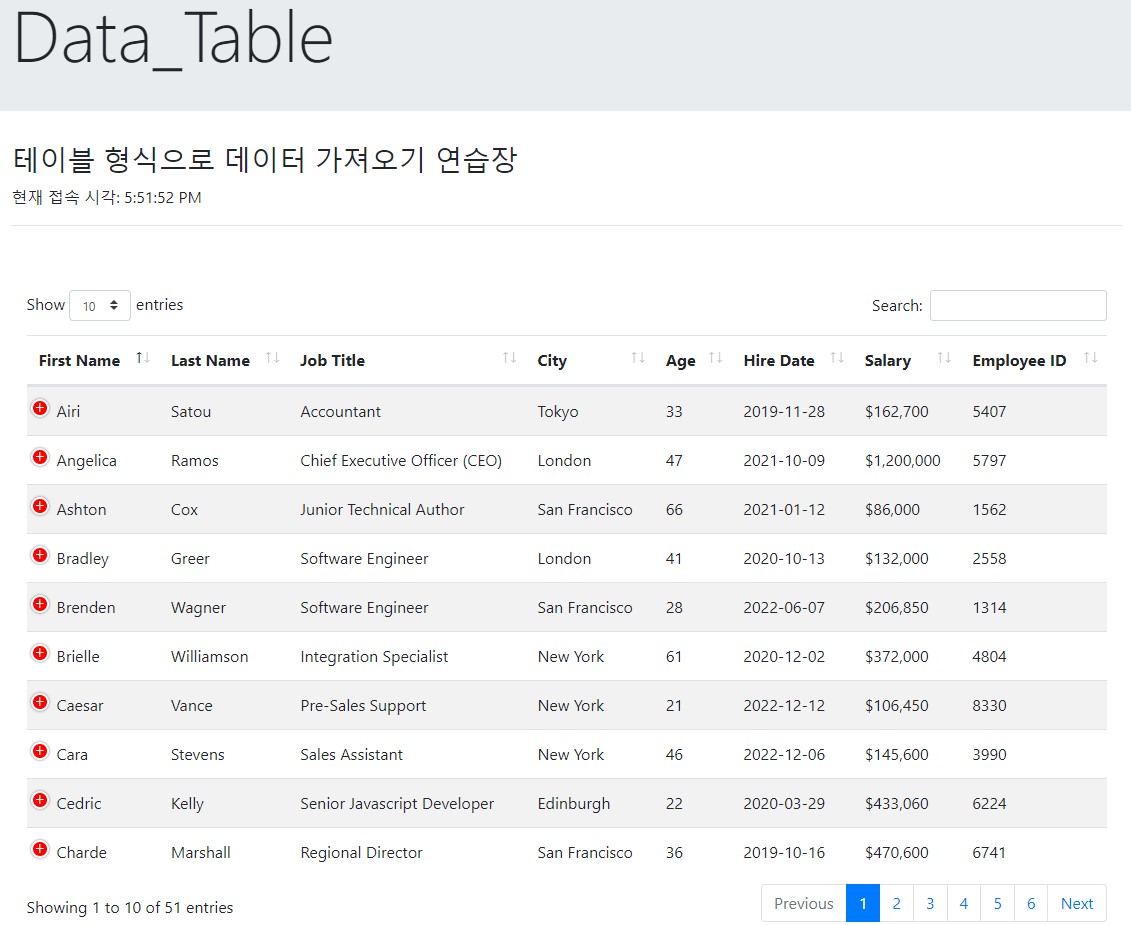 Data_Table
테이블 형식으로 데이터 가져오기 연습장
현재 접속 시각: 5:51:52 PM
Show 10 entries Search:
First Name Last Name Job Title City Age Hire Date Salary Employee ID
Airi Satou Accountant Tokyo 33 2019-11-28 $162,700 5407
Angelica Ramos Chief Executive Officer (CEO) London 47 2021-10-09 $1,200,000 5797
Ashton Cox Junior Technical Author San Francisco 66 2021-01-12 $86,000 1562
Bradley Greer Software Engineer London 41 2020-10-13 $132,000 2558
Brenden Wagner Software Engineer San Francisco 28 2022-06-07 $206,850 1314
Brielle Williamson Integration Specialist New York 61 2020-12-02 $372,000 4804
Caesar Vance Pre-Sales Support New York 21 2022-12-12 $106,450 8330
Cara Stevens Sales Assistant New York 46 2022-12-06 $145,600 3990
Cedric Kelly Senior Javascript Developer Edinburgh 22 2020-03-29 $433,060 6224
Charde Marshall Regional Director San Francisco 36 2019-10-16 $470,600 6741
Showing 1 to 10 of 51 entries Previous 1 2 3 4 5 6 Next